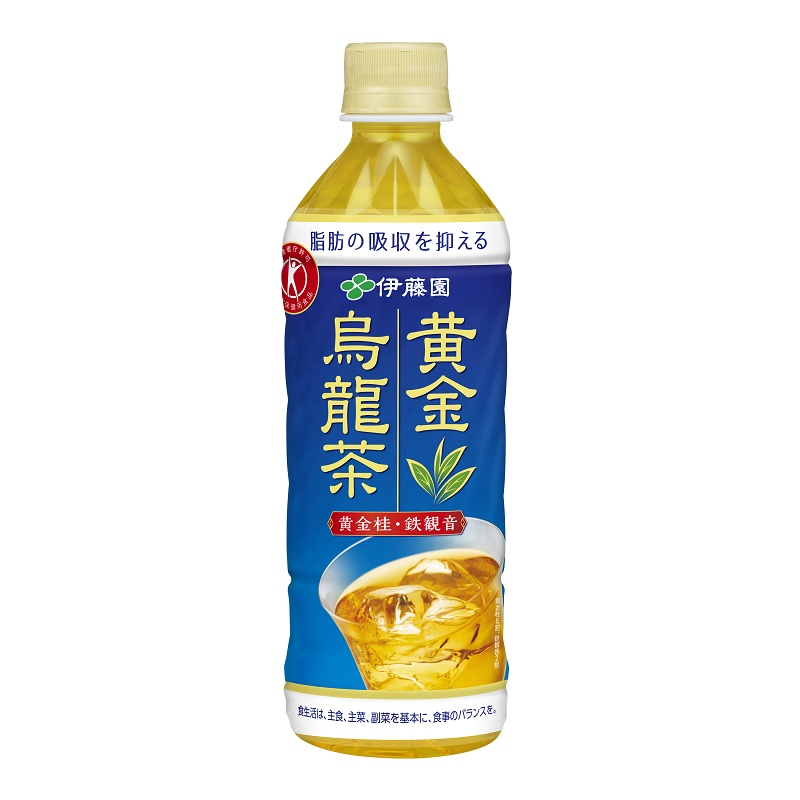 脂肪の吸収を抑える
伊藤園
黄金
烏龍茶
黄金桂・鉄観音
食生活は、主食、主菜、副菜を基本に、食事のバランスを。